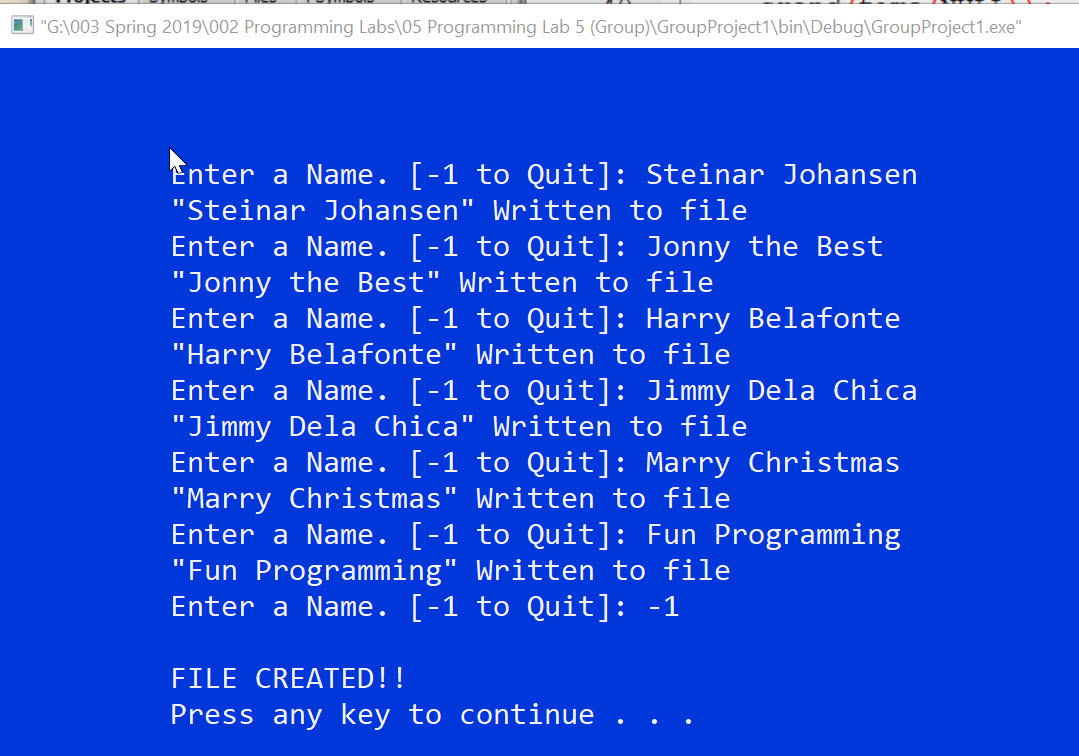 "G:\003 Spring 2019\002 Programming Labs\05 Programming Lab 5 (Group)\GroupProject1\bin\Debug\GroupProject1.exe"
Enter a Name. [-1 to Quit]: Steinar Johansen
"Steinar Johansen" Written to file
Enter a Name. [-1 to Quit]: Jonny the Best
"Jonny the Best" Written to file
Enter a Name. [-1 to Quit]: Harry Belafonte
"Harry Belafonte" Written to file
Enter a Name. [-1 to Quit]: Jimmy Dela Chica
"Jimmy Dela Chica" Written to file
Enter a Name. [-1 to Quit]: Marry Christmas
"Marry Christmas" Written to file
Enter a Name. [-1 to Quit]: Fun Programming
"Fun Programming" Written to file
Enter a Name. [-1 to Quit]: -1
FILE CREATED!!
Press any key to continue . . .